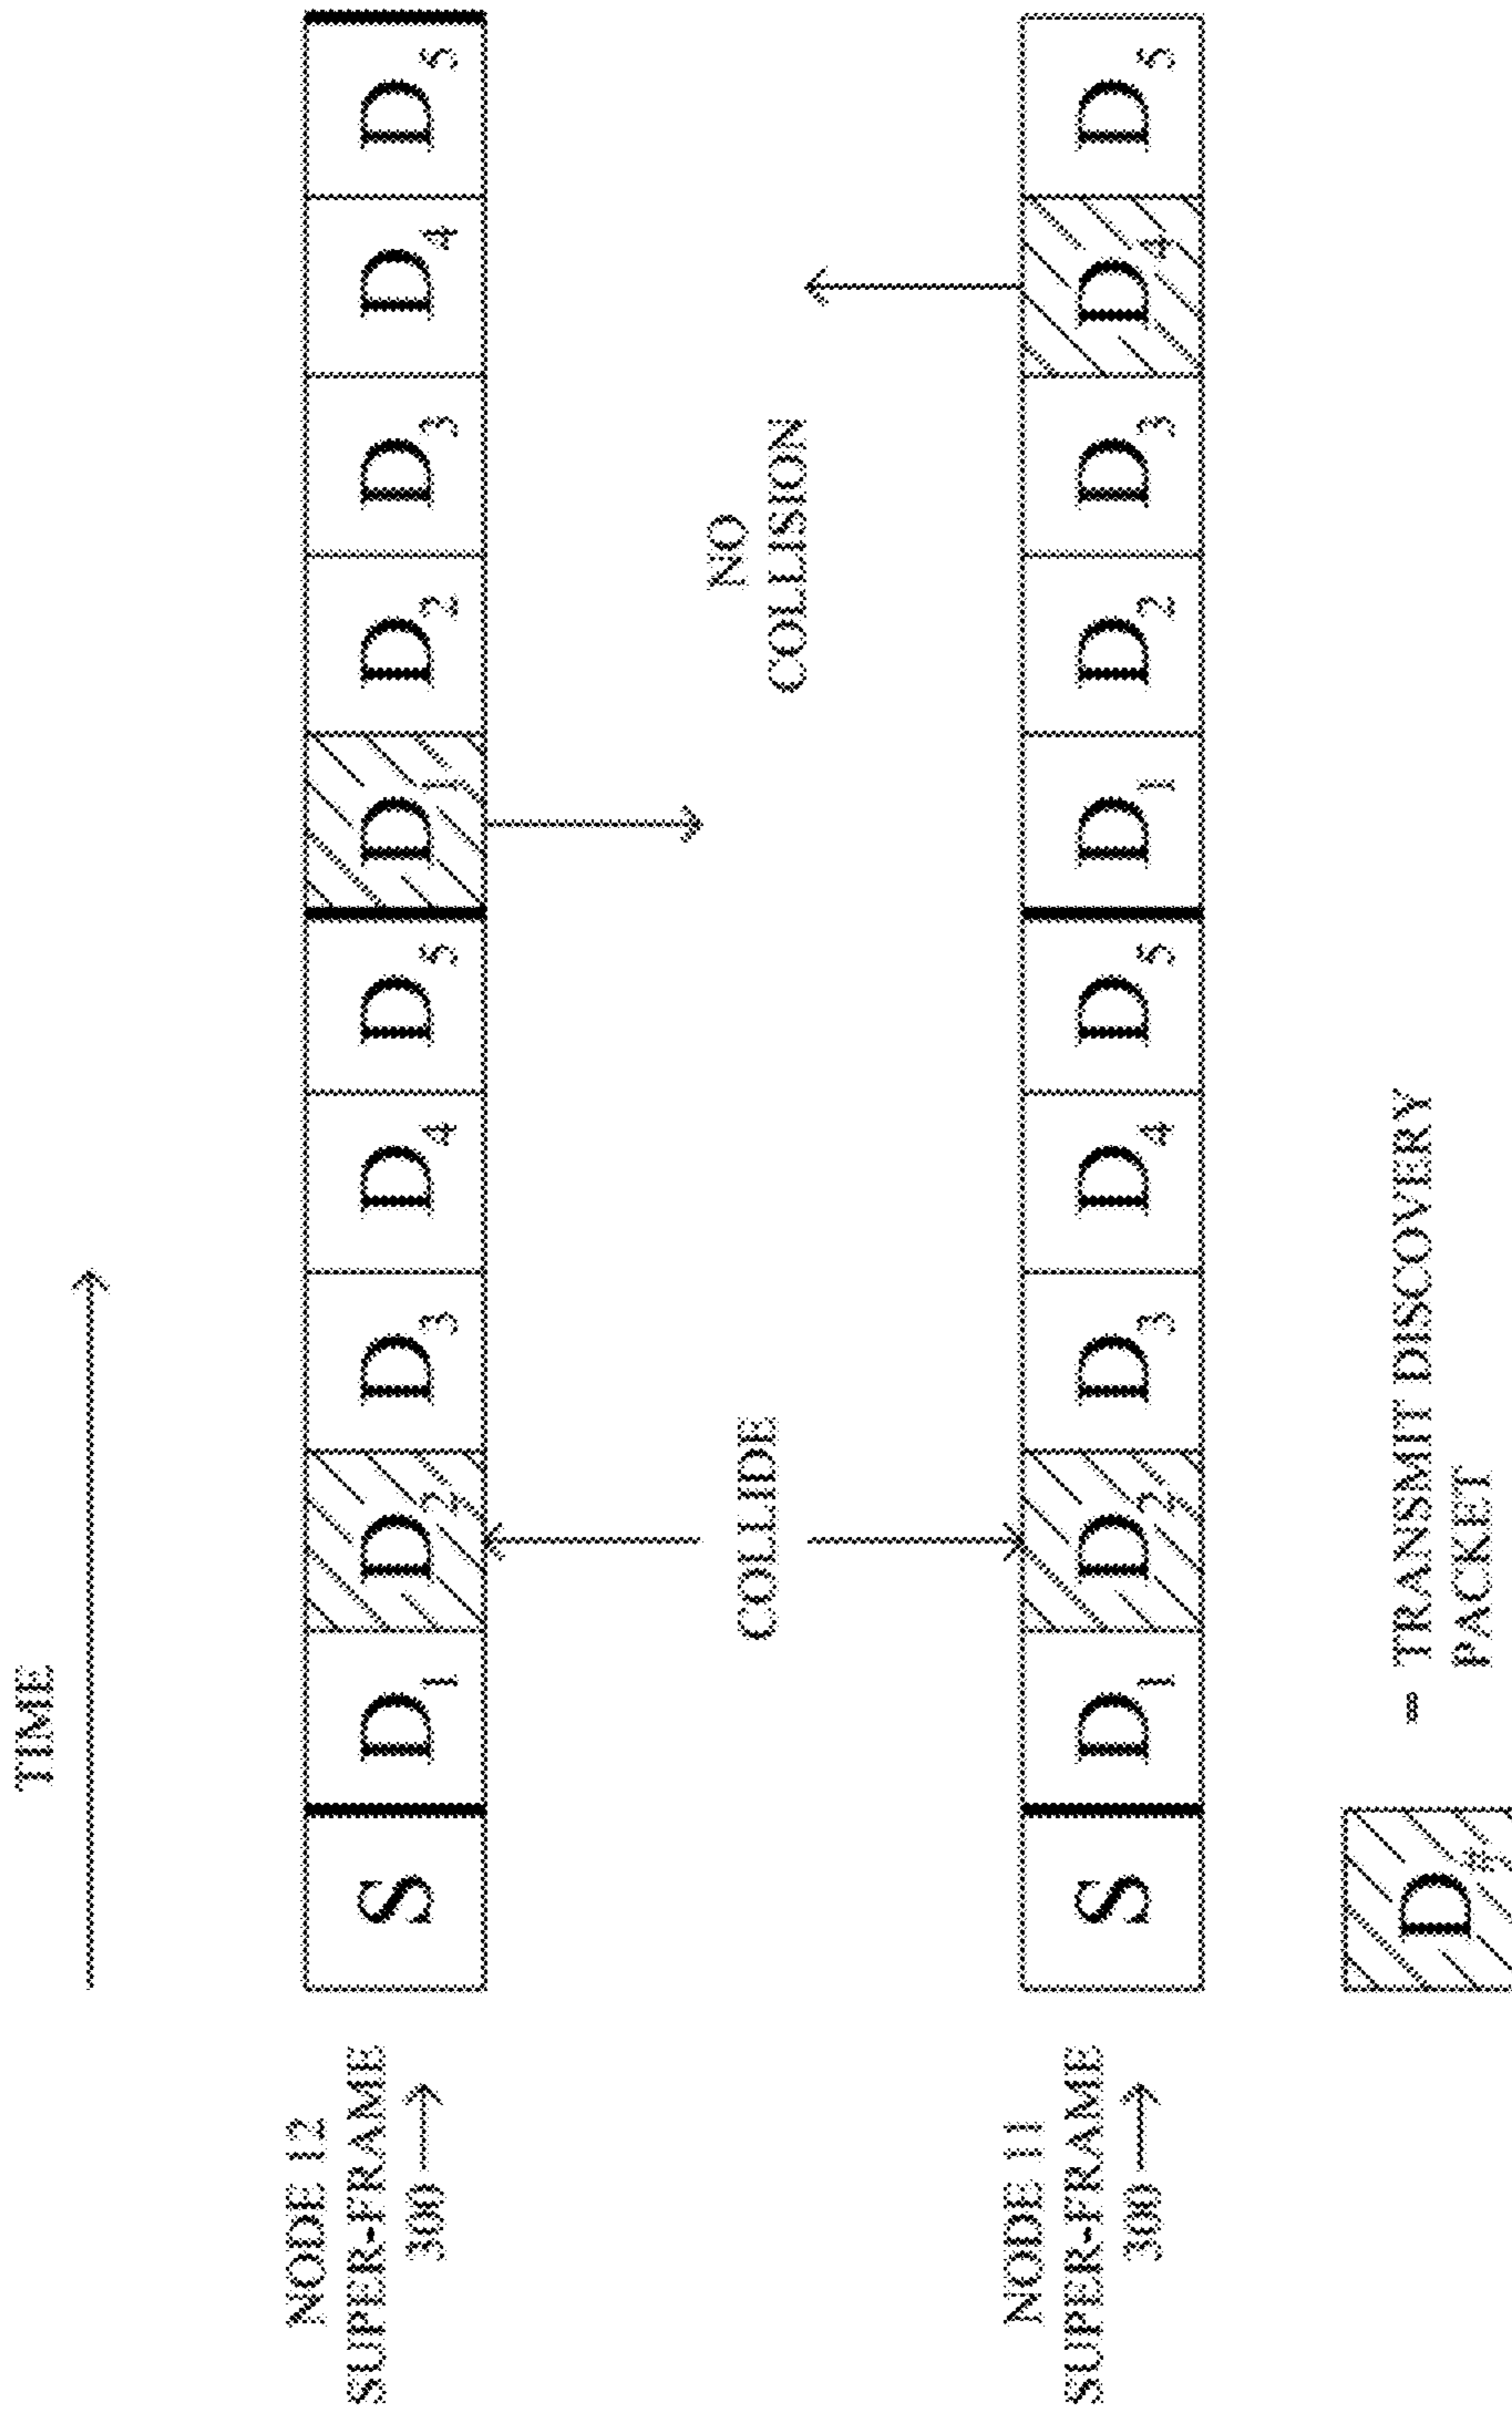 TIME
NODE 12
SUPER-FRAME
300
S D1 D2 D3 D4 D5 D1 D2 D3 D4 D5
COLLIDE
NO
COLLISION
NODE 11
SUPER-FRAME
300
S D1 D2 D3 D4 D5 D1 D2 D3 D4 D5
D = TRANSMIT DISCOVERY
PACKET